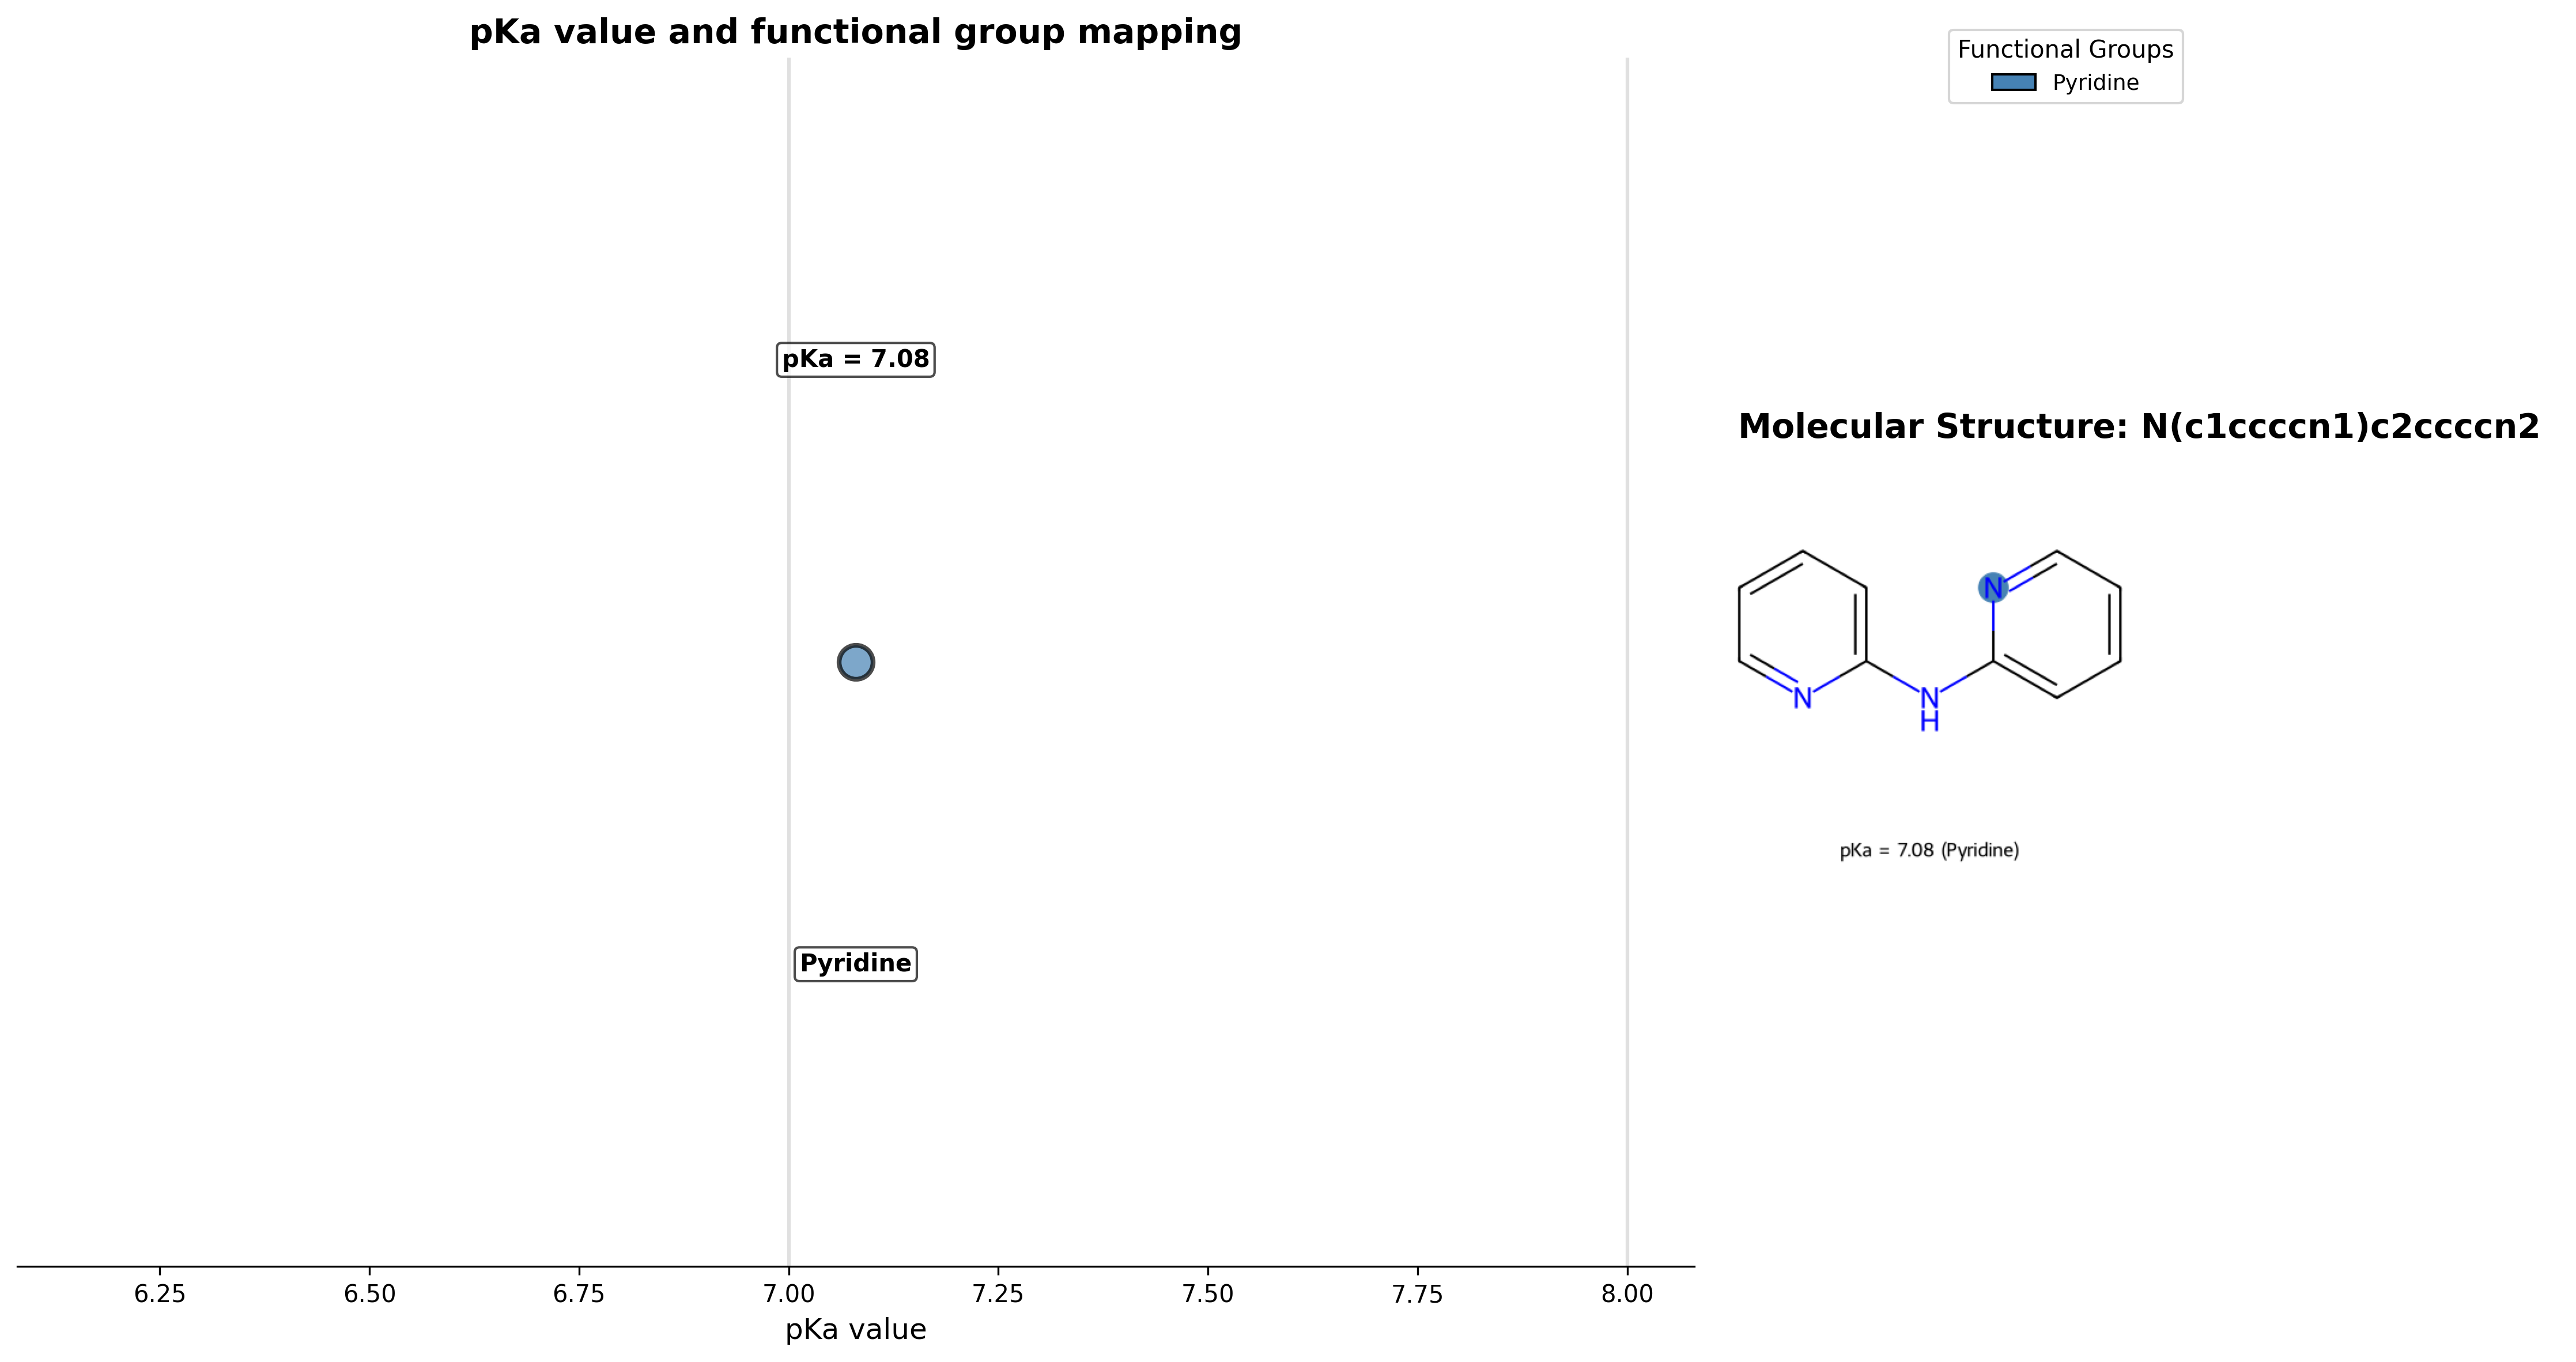 pKa value and functional group mapping
Functional Groups
Pyridine
pKa = 7.08
Molecular Structure: N(c1ccccn1)c2ccccn2
N
N
N
H
pKa = 7.08 (Pyridine)
Pyridine
6.25 6.50 6.75 7.00 7.25 7.50 7.75 8.00
pKa value